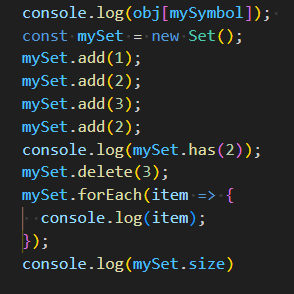 console.log(obj[mySymbol]);
const mySet = new Set();
mySet.add(1);
mySet.add(2);
mySet.add(3);
mySet.add(2);
console.log(mySet.has(2));
mySet.delete(3);
mySet.forEach(item => {
  console.log(item);
});
console.log(mySet.size)